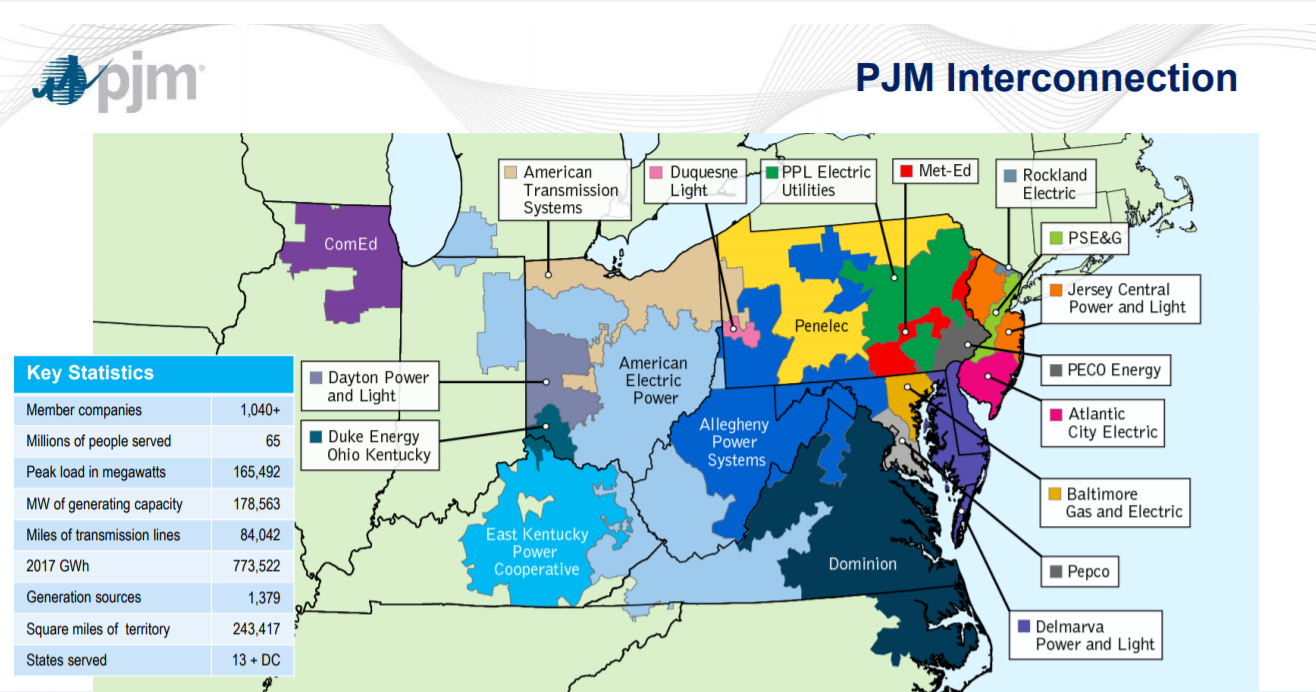 pjm
PJM Interconnection
American
Transmission
Systems
Duquesne
Light
PPL Electric
Utilities
Met-Ed
Rockland
Electric
ComEd
PSE&G
Jersey Central
Power and Light
Penelec
American
Electric
Power
PECO Energy
Dayton Power
and Light
Atlantic
City Electric
Duke Energy
Ohio Kentucky
Allegheny
Power
Systems
Baltimore
Gas and Electric
East Kentucky
Power
Cooperative
Dominion
Pepco
Delmarva
Power and Light
Key Statistics
Member companies 1,040+
Millions of people served 65
Peak load in megawatts 165,492
MW of generating capacity 178,563
Miles of transmission lines 84,042
2017 GWh 773,522
Generation sources 1,379
Square miles of territory 243,417
States served 13 + DC